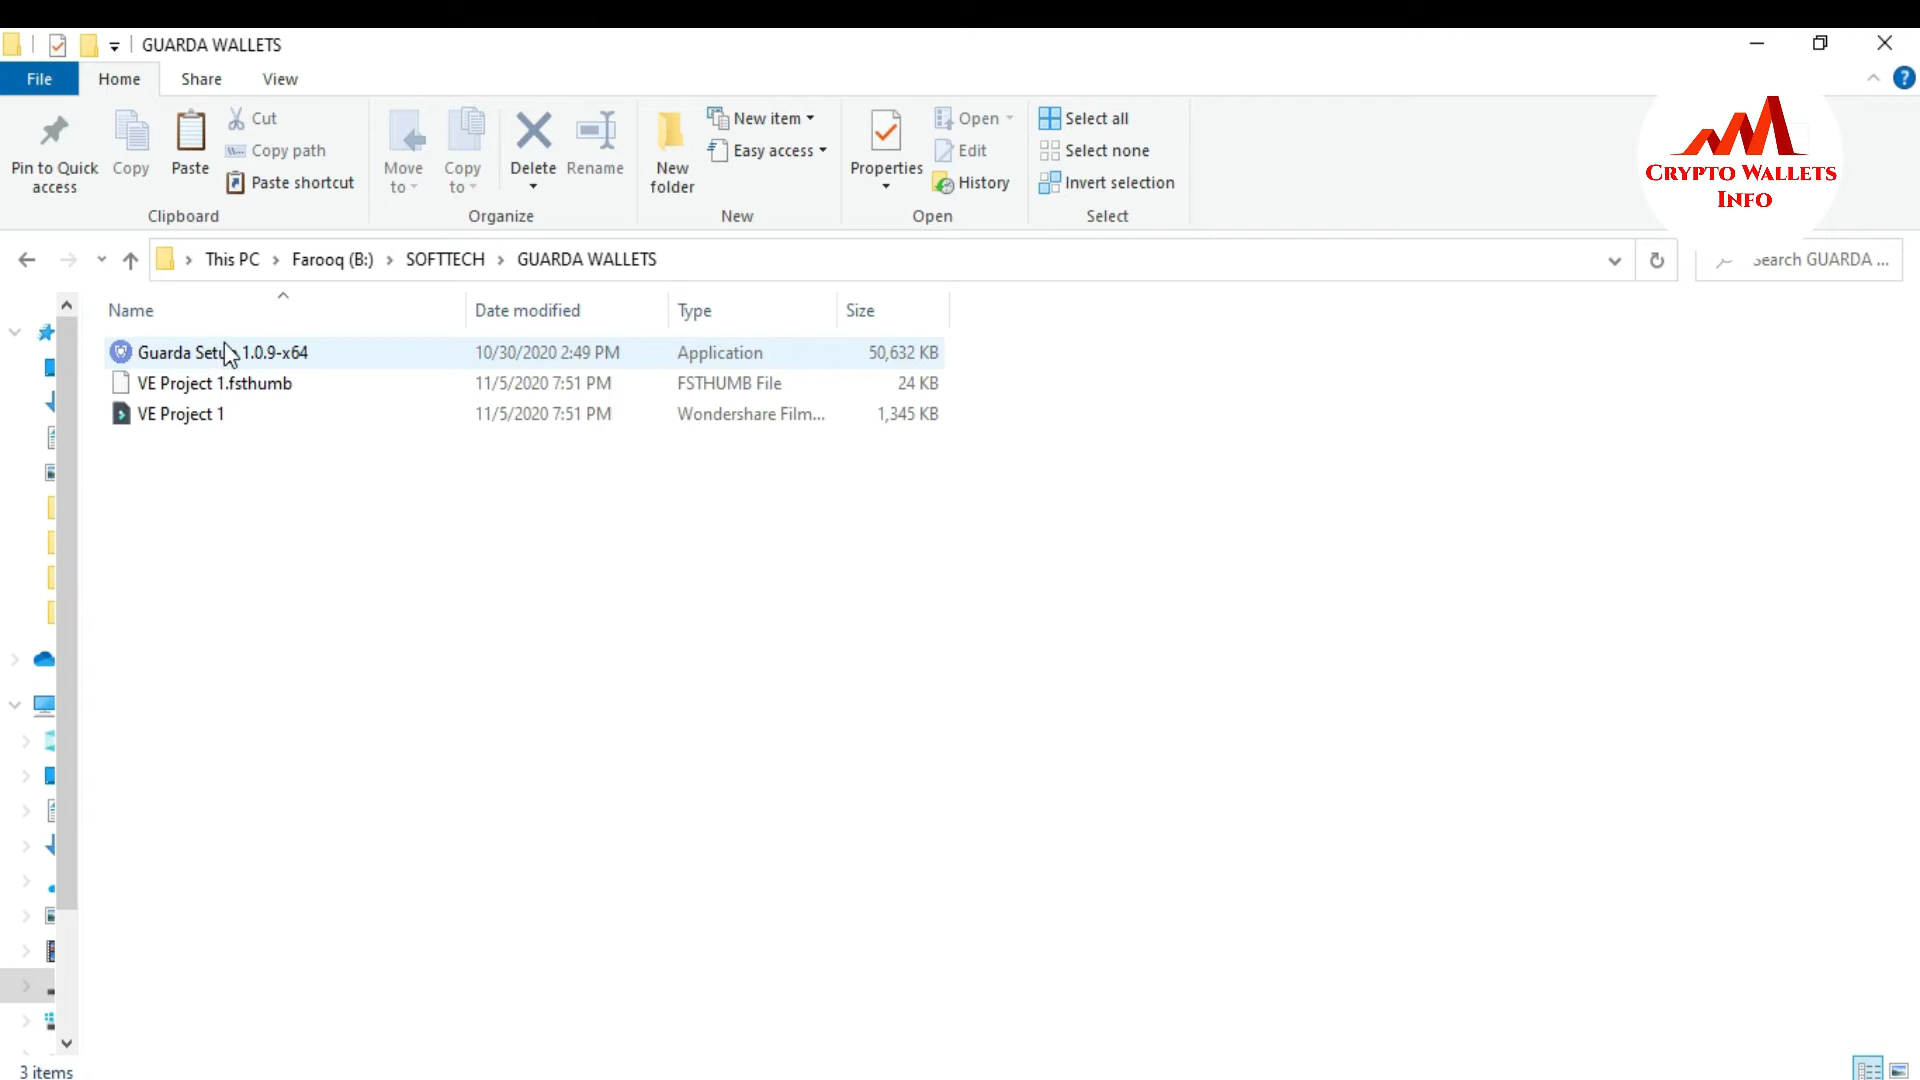 GUARDA WALLETS
File Home Share View
Pin to Quick access
Copy
Paste
Cut
Copy path
Paste shortcut
Clipboard
Move to
Copy to
Delete
Rename
Organize
New folder
New item
Easy access
New
Properties
Open
Edit
History
Open
Select all
Select none
Invert selection
Select
CRYPTO WALLETS
INFO
This PC > Farooq (B:) > SOFTTECH > GUARDA WALLETS
Search GUARDA ...
Name Date modified Type Size
Guarda Setup 1.0.9-x64 10/30/2020 2:49 PM Application 50,632 KB
VE Project 1.fsthumb 11/5/2020 7:51 PM FSTHUMB File 24 KB
VE Project 1 11/5/2020 7:51 PM Wondershare Film... 1,345 KB
3 items